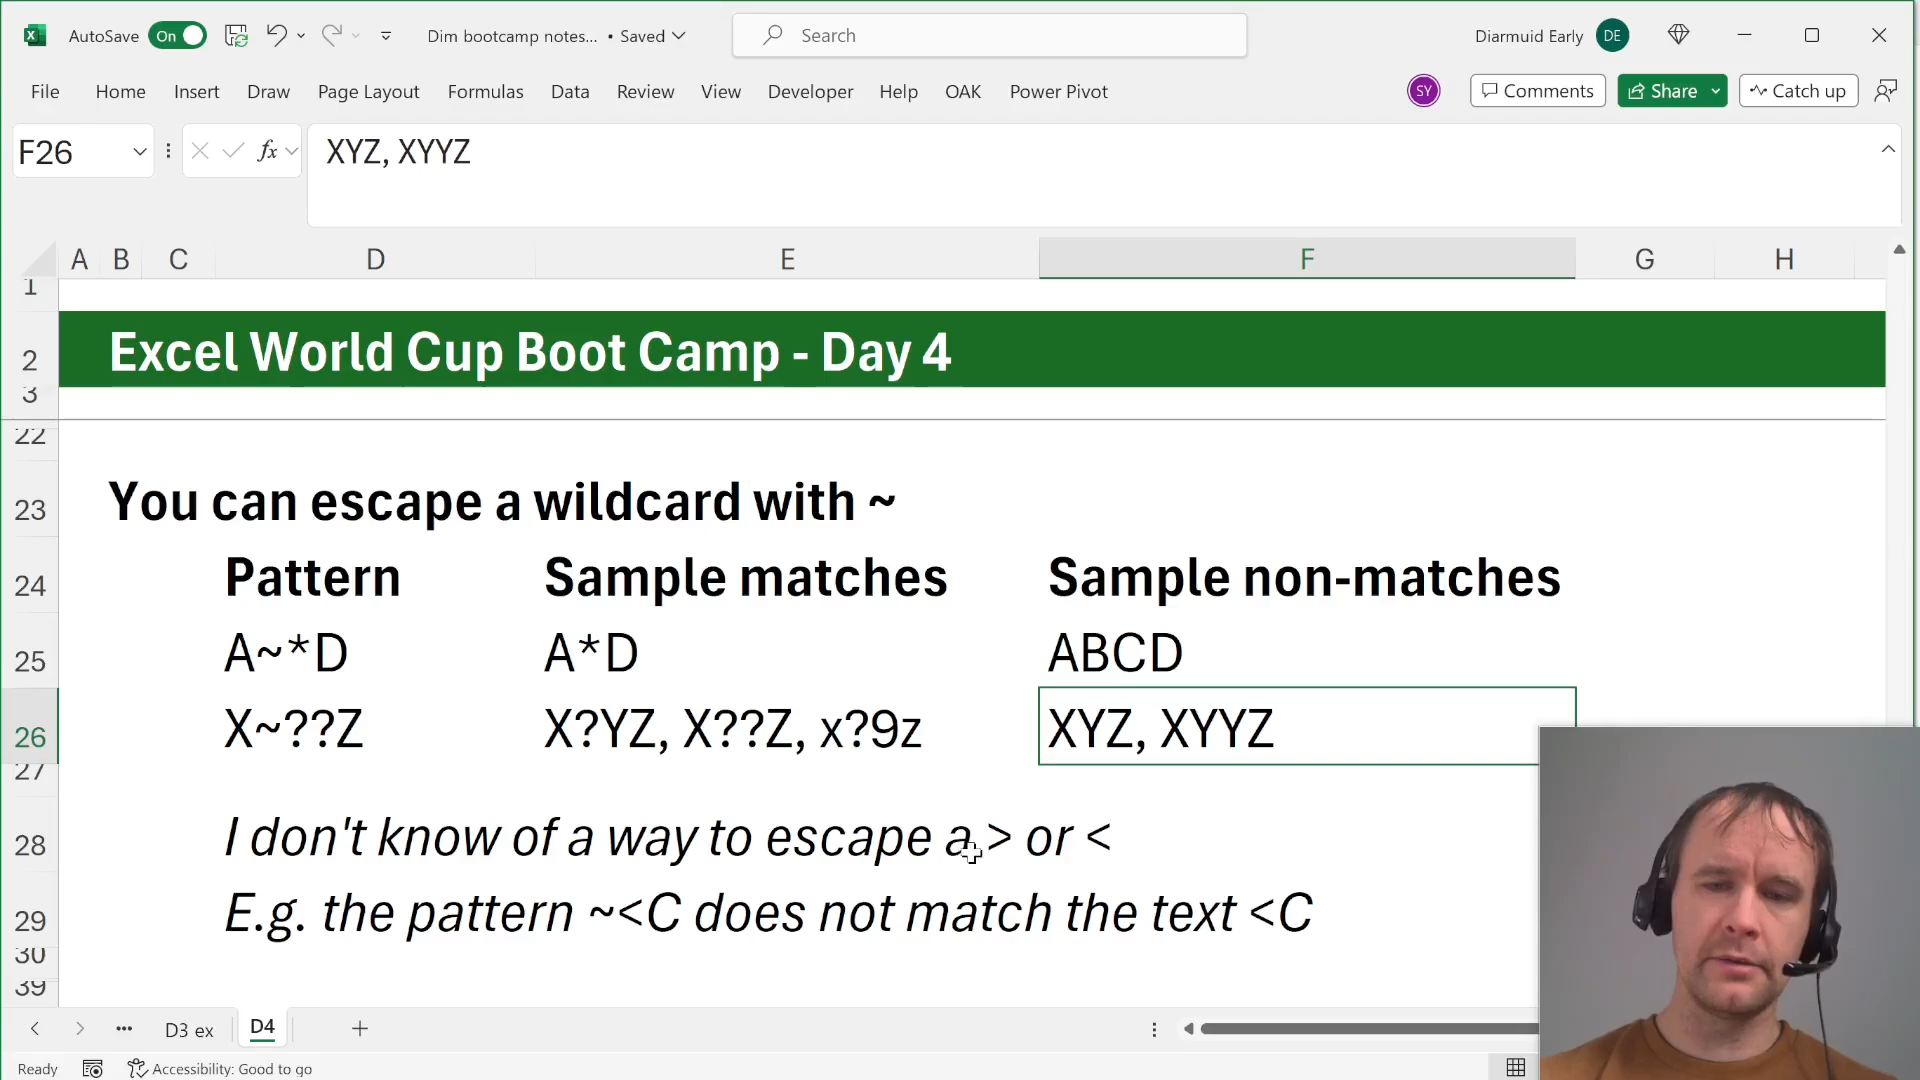 AutoSave On Dim bootcamp notes... • Saved Search Diarmuid Early DE
File Home Insert Draw Page Layout Formulas Data Review View Developer Help OAK Power Pivot SY Comments Share Catch up
F26 fx XYZ, XYYZ
A B C D E F G H
1
2 Excel World Cup Boot Camp - Day 4
3
22
23 You can escape a wildcard with ~
24 Pattern Sample matches Sample non-matches
25 A~*D A*D ABCD
26 X~??Z X?YZ, X??Z, x?9z XYZ, XYYZ
27
28 I don't know of a way to escape a > or <
29 E.g. the pattern ~<C does not match the text <C
30
39
D3 ex D4
Ready Accessibility: Good to go